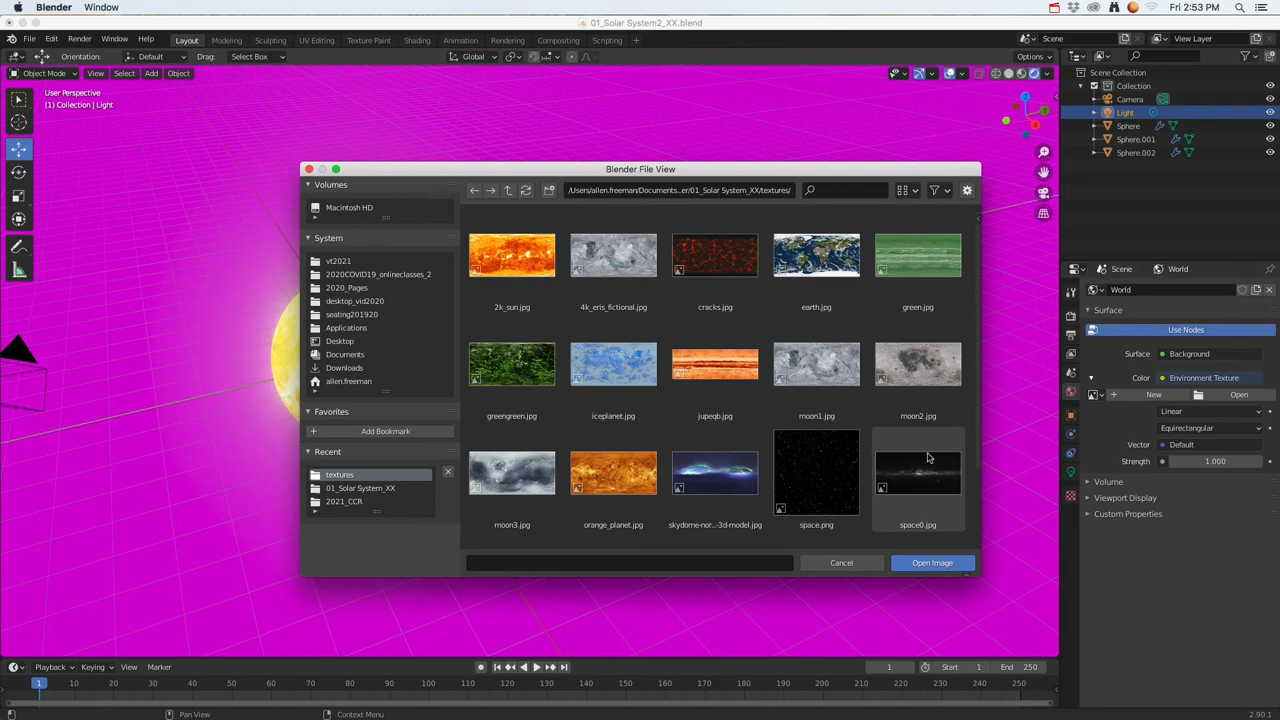 Blender Window Fri 2:53 PM
01_Solar System2_XX.blend
File Edit Render Window Help Layout Modeling Sculpting UV Editing Texture Paint Shading Animation Rendering Compositing Scripting + Scene View Layer
Orientation: Default Drag: Select Box Global Options
Object Mode View Select Add Object Scene Collection
Collection
User Perspective
(1) Collection | Light
Camera
Light
Sphere
Sphere.001
Sphere.002
Blender File View
Volumes
/Users/allen.freeman/Documents...er/01_Solar System_XX/textures/
Macintosh HD
System
vt2021
2020COVID19_onlineclasses_2
2020_Pages
desktop_vid2020
seating201920
Applications
Desktop
Documents
Downloads
allen.freeman
Favorites
Add Bookmark
Recent
textures
01_Solar System_XX
2021_CCR
2k_sun.jpg 4k_eris_fictional.jpg cracks.jpg earth.jpg green.jpg
greengreen.jpg iceplanet.jpg jupeqb.jpg moon1.jpg moon2.jpg
moon3.jpg orange_planet.jpg skydome-nor...-3d-model.jpg space.png space0.jpg
Cancel Open Image
Scene World
World
Surface
Use Nodes
Surface Background
Color Environment Texture
New Open
Linear
Equirectangular
Vector Default
Strength 1.000
Volume
Viewport Display
Custom Properties
Playback Keying View Marker 1 Start 1 End 250
1 10 20 30 40 50 60 70 80 90 100 110 120 130 140 150 160 170 180 190 200 210 220 230 240 250
Pan View Context Menu 2.90.1